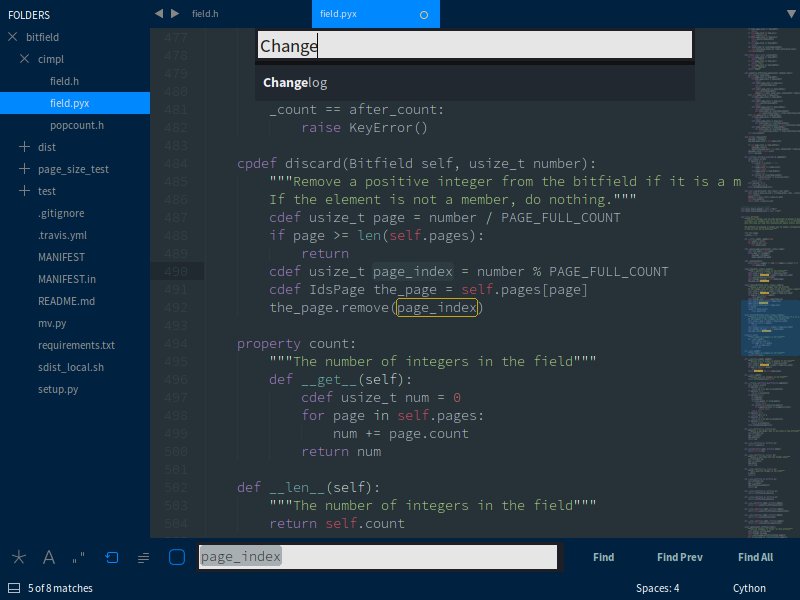 FOLDERS
bitfield
cimpl
field.h
field.pyx
popcount.h
dist
page_size_test
test
.gitignore
.travis.yml
MANIFEST
MANIFEST.in
README.md
mv.py
requirements.txt
sdist_local.sh
setup.py
field.h
field.pyx
Change
Changelog
477
478
479
481 _count == after_count:
482 raise KeyError()
483
484 cpdef discard(Bitfield self, usize_t number):
485 """Remove a positive integer from the bitfield if it is a m
486 If the element is not a member, do nothing."""
487 cdef usize_t page = number / PAGE_FULL_COUNT
488 if page >= len(self.pages):
489 return
490 cdef usize_t page_index = number % PAGE_FULL_COUNT
491 cdef IdsPage the_page = self.pages[page]
492 the_page.remove(page_index)
493
494 property count:
495 """The number of integers in the field"""
496 def __get__(self):
497 cdef usize_t num = 0
498 for page in self.pages:
499 num += page.count
500 return num
501
502 def __len__(self):
503 """The number of integers in the field"""
504 return self.count
page_index
Find
Find Prev
Find All
5 of 8 matches
Spaces: 4
Cython